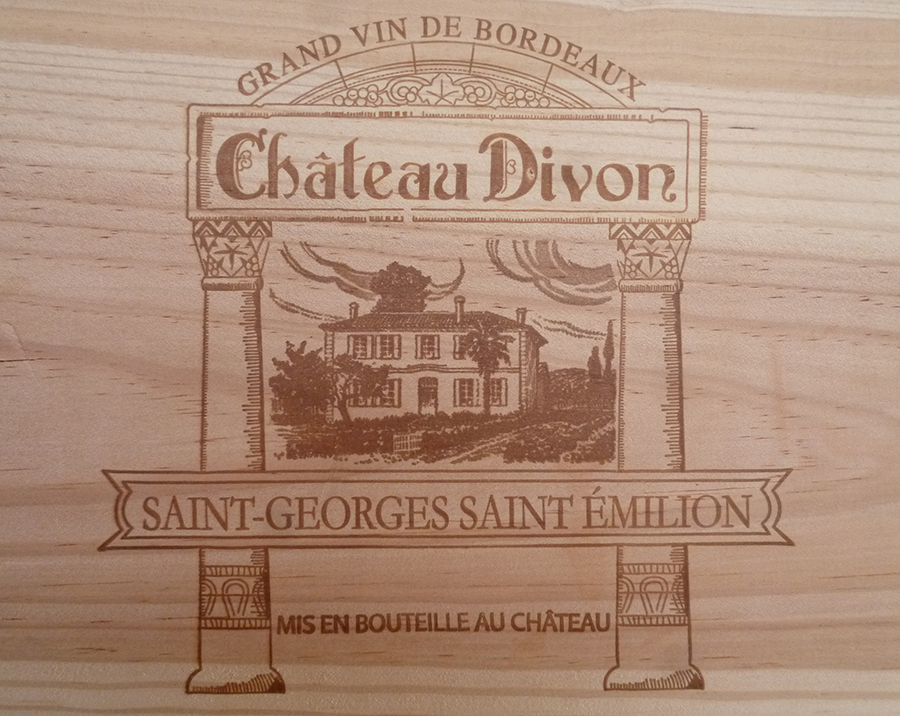 GRAND VIN DE BORDEAUX
Château Divon
SAINT-GEORGES SAINT ÉMILION
MIS EN BOUTEILLE AU CHÂTEAU